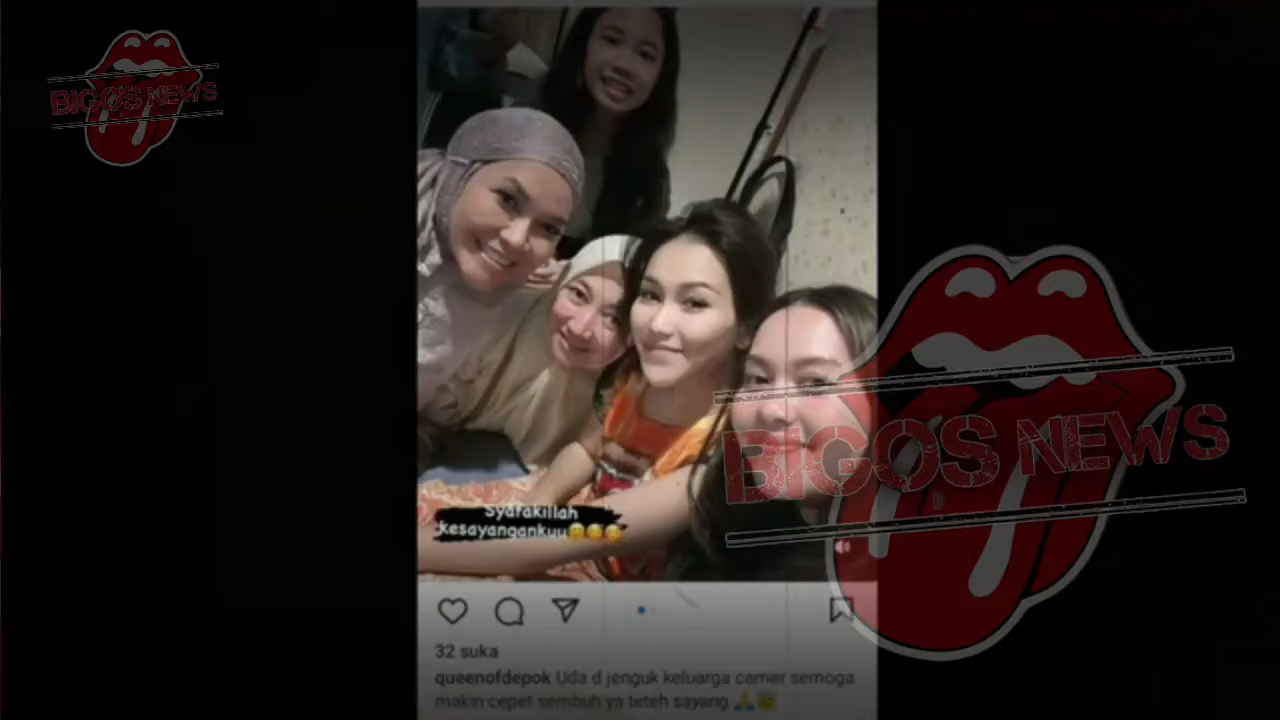 BIGOS NEWS
Syafakillah
kesayangankuu
BIGOS NEWS
32 suka
queenofdepok Uda d jenguk keluarga camer semoga
makin cepet sembuh ya teteh sayang